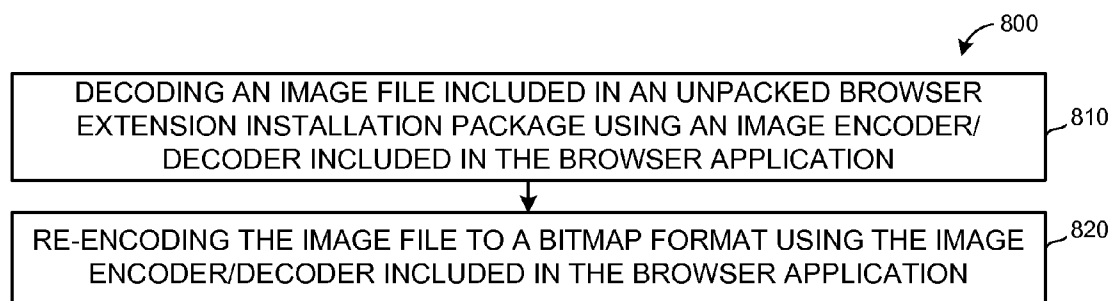 800
DECODING AN IMAGE FILE INCLUDED IN AN UNPACKED BROWSER
EXTENSION INSTALLATION PACKAGE USING AN IMAGE ENCODER/
DECODER INCLUDED IN THE BROWSER APPLICATION
810
RE-ENCODING THE IMAGE FILE TO A BITMAP FORMAT USING THE IMAGE
ENCODER/DECODER INCLUDED IN THE BROWSER APPLICATION
820